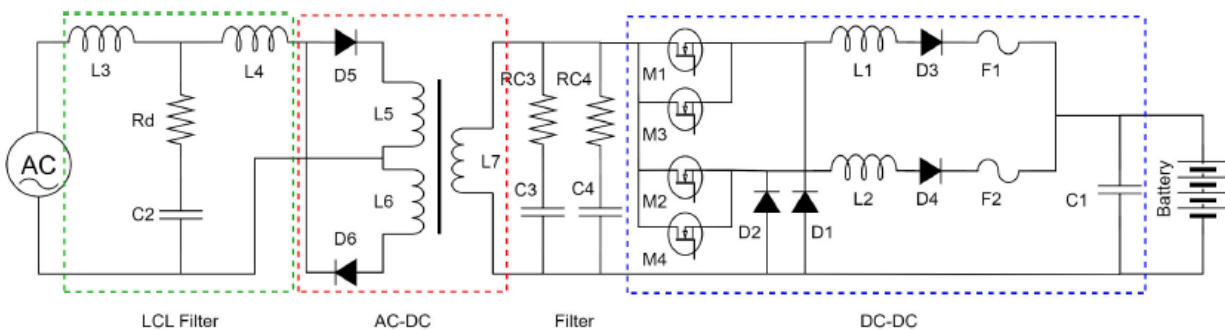 L3
L4
D5
L1
D3
F1
M1
RC3
RC4
Rd
L5
M3
AC
L7
L6
M2
L2
D4
F2
C2
C3
C4
C1
Battery
D6
M4
D2
D1
LCL Filter
AC-DC
Filter
DC-DC